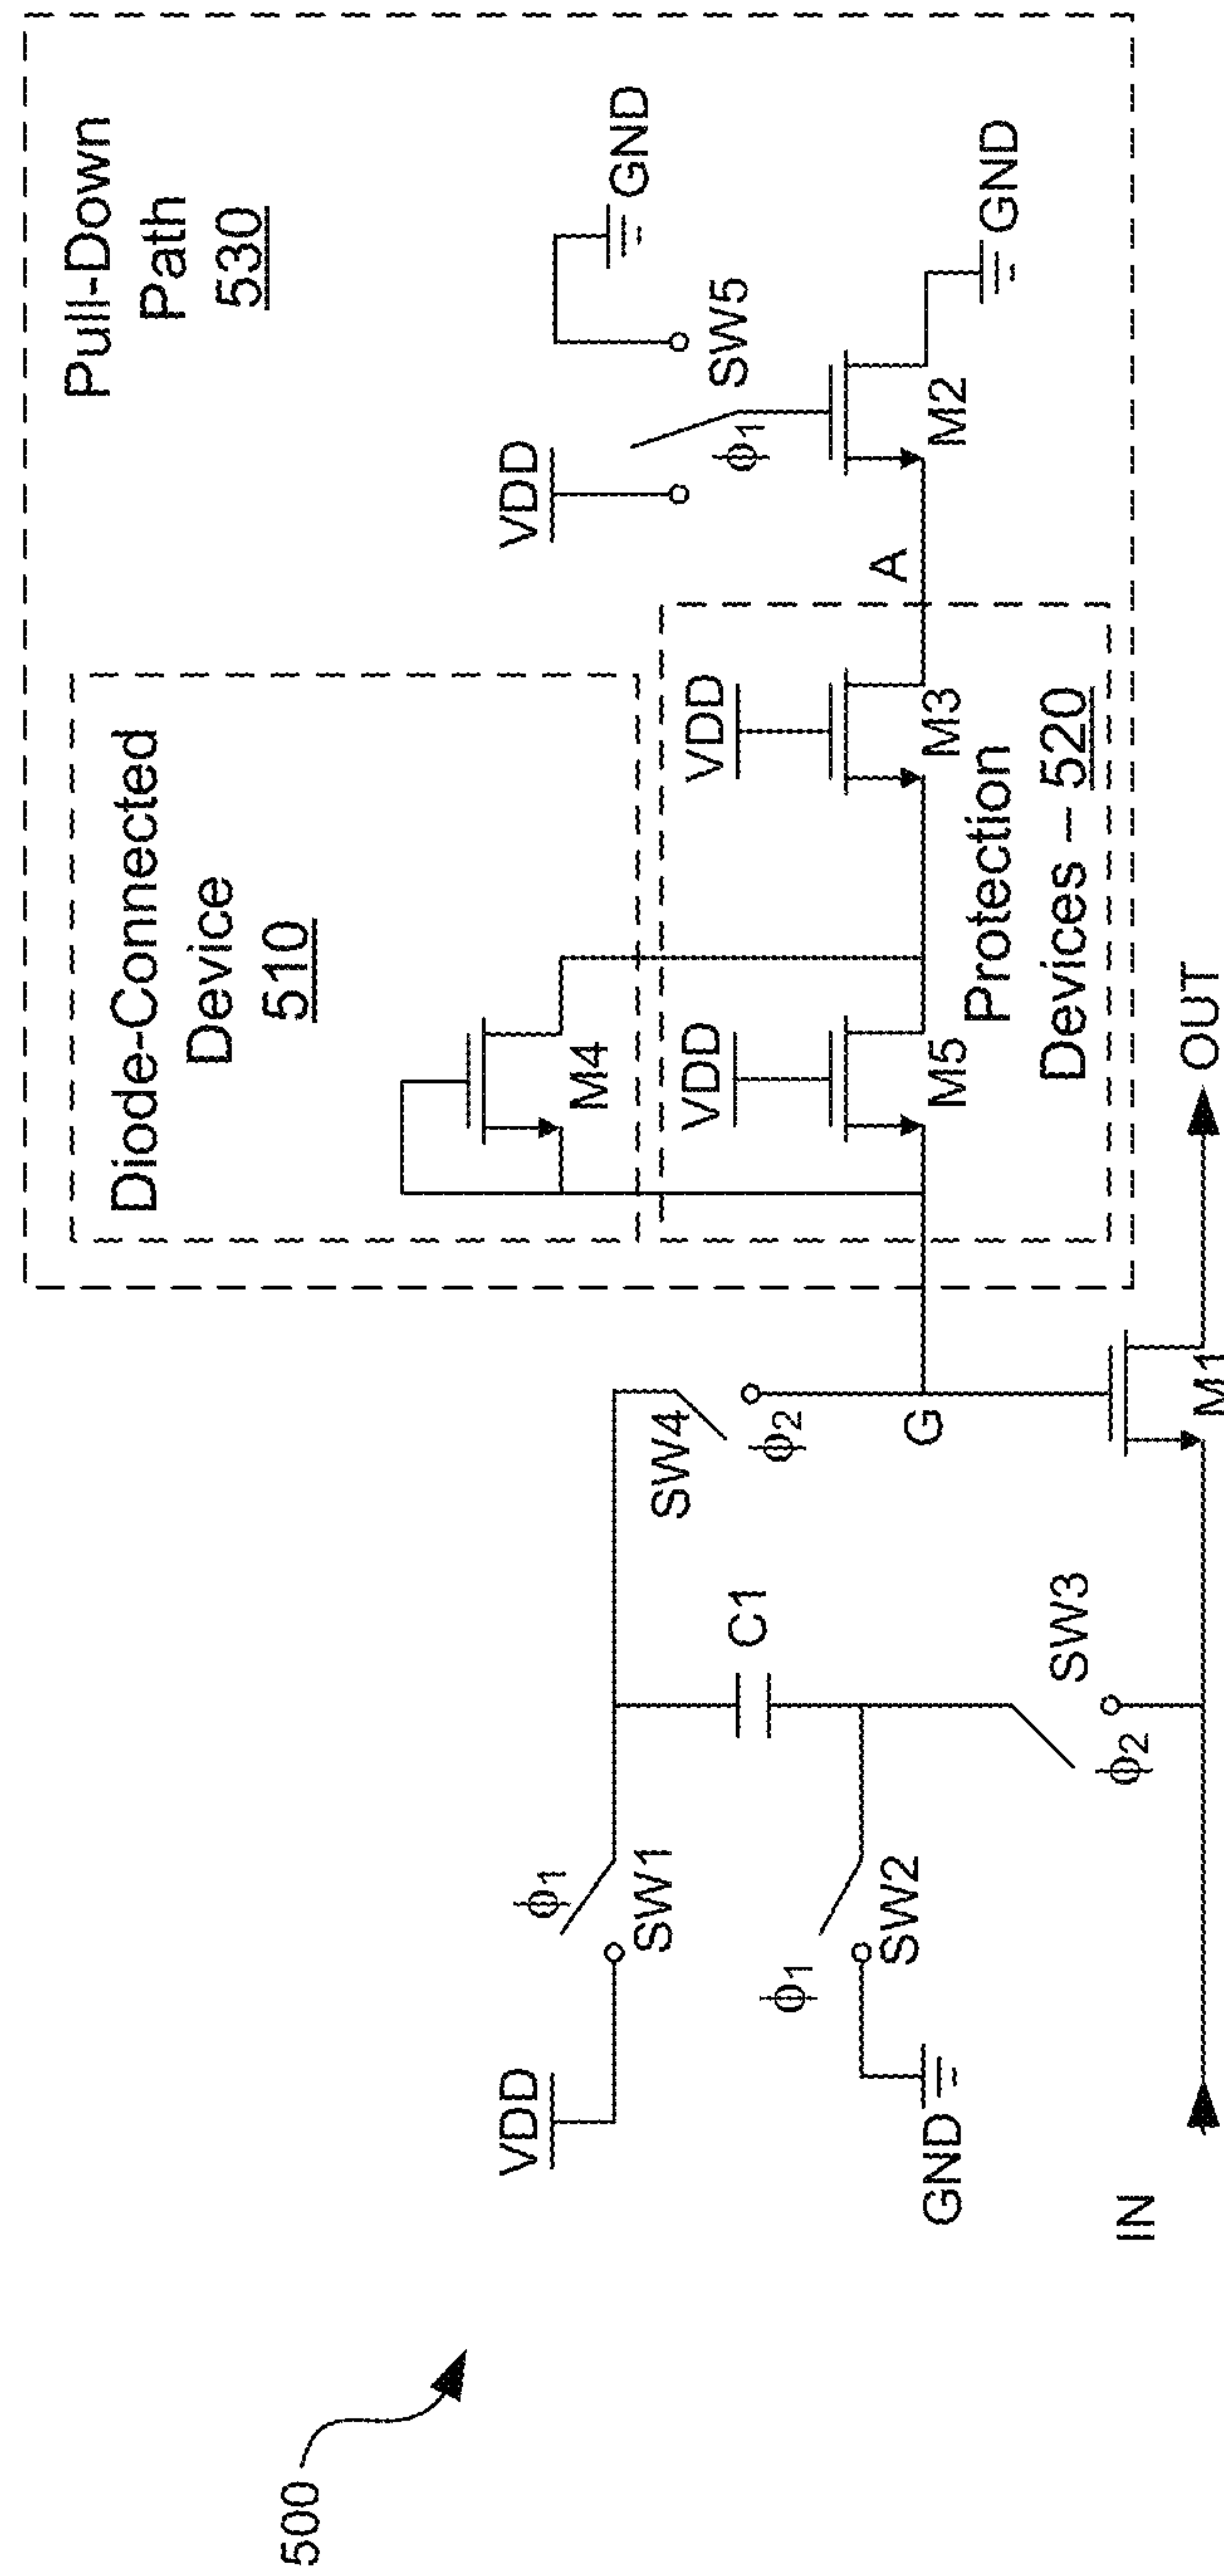 500
Diode-Connected
Device
510
Pull-Down
Path
530
VDD
Φ1
SW1
C1
SW4
Φ2
M4
VDD
GND
SW5
Φ1
Φ1
SW2
GND
SW3
Φ2
G
VDD
M5
VDD
M3
A
M2
GND
Protection
Devices – 520
IN
M1
OUT